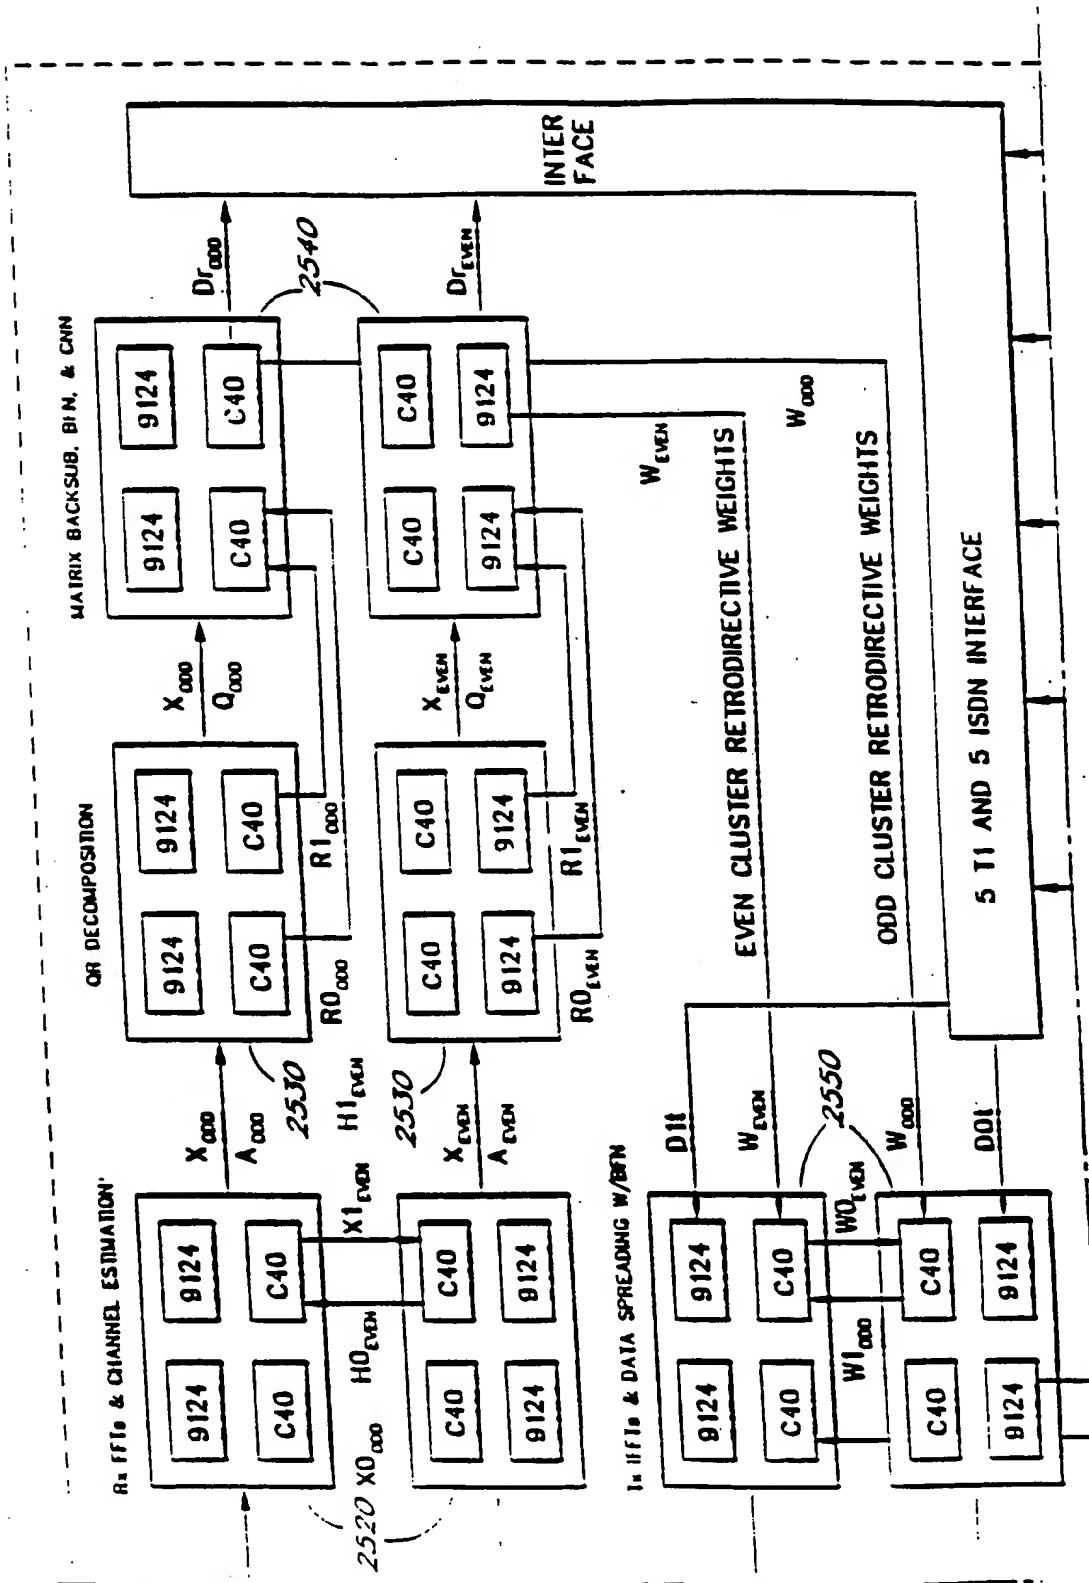 Rx FFTs & CHANNEL ESTIMATION
9124
9124
C40
C40
2520
X0ODD
H0EVEN
X1EVEN
H1EVEN
C40
C40
9124
9124
XODD
AODD
2530
XEVEN
AEVEN
2530
QR DECOMPOSITION
9124
9124
C40
C40
R0ODD
R1ODD
C40
C40
9124
9124
R0EVEN
R1EVEN
XODD
QODD
XEVEN
QEVEN
MATRIX BACKSUB, BFN, & CNN
9124
9124
C40
C40
2540
C40
C40
9124
9124
DrODD
DrEVEN
INTER
FACE
WEVEN
WODD
EVEN CLUSTER RETRODIRECTIVE WEIGHTS
ODD CLUSTER RETRODIRECTIVE WEIGHTS
5 T1 AND 5 ISDN INTERFACE
Tx IFFTs & DATA SPREADING W/BFN
9124
9124
C40
C40
W1ODD
W0EVEN
C40
C40
9124
9124
2550
D1t
WEVEN
WODD
D0t